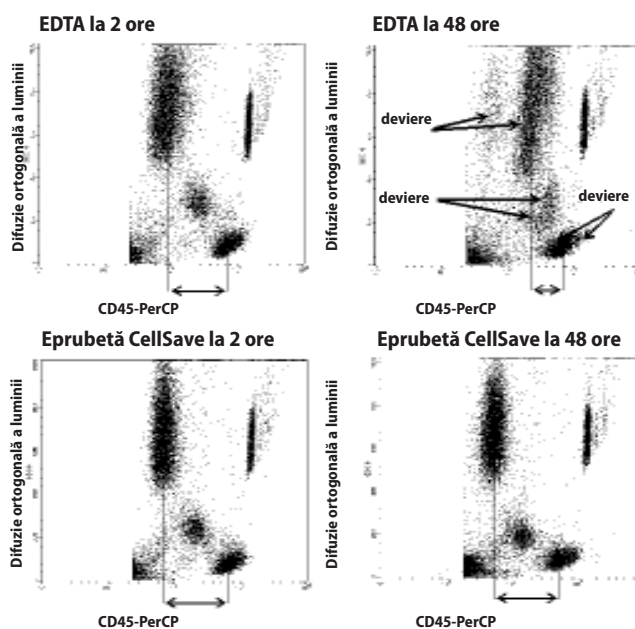 EDTA la 2 ore
EDTA la 48 ore
Difuzie ortogonală a luminii
Difuzie ortogonală a luminii
deviere
deviere
deviere
CD45-PerCP
CD45-PerCP
Eprubetă CellSave la 2 ore
Eprubetă CellSave la 48 ore
Difuzie ortogonală a luminii
Difuzie ortogonală a luminii
CD45-PerCP
CD45-PerCP